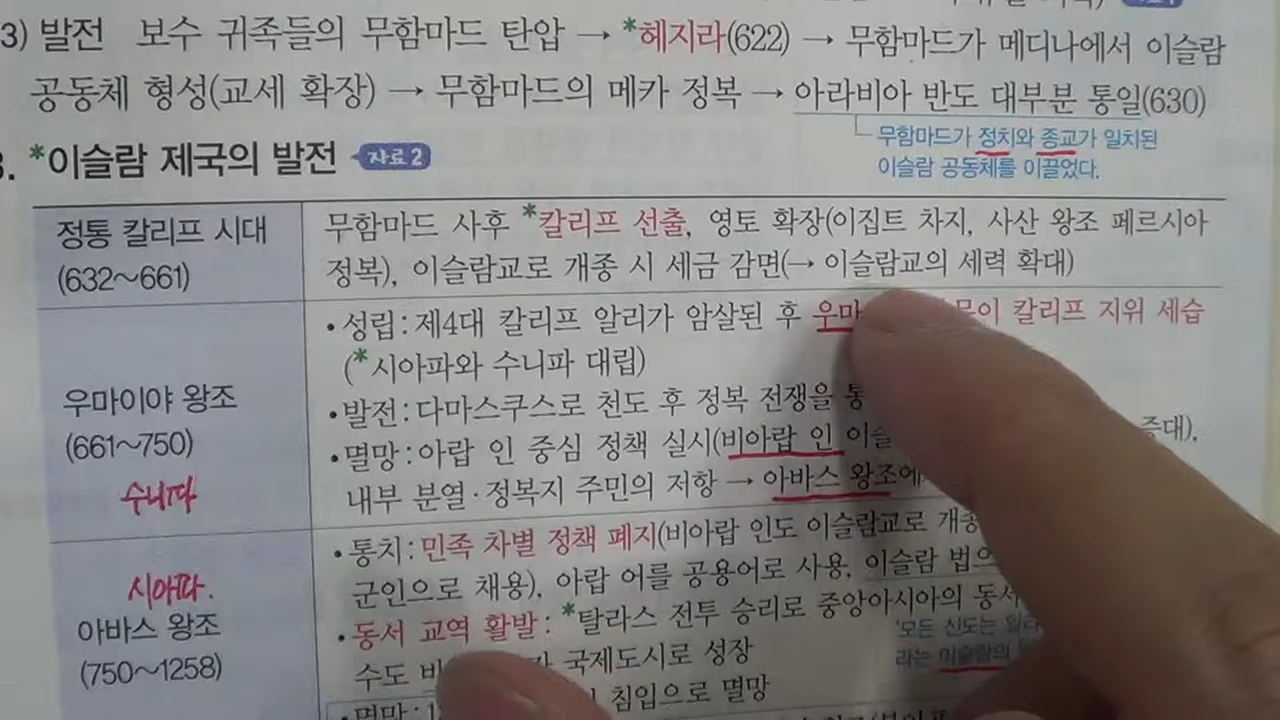 3) 발전 보수 귀족들의 무함마드 탄압 → *헤지라(622) → 무함마드가 메디나에서 이슬람
공동체 형성(교세 확장) → 무함마드의 메카 정복 → 아라비아 반도 대부분 통일(630)
무함마드가 정치와 종교가 일치된
이슬람 공동체를 이끌었다.
3. *이슬람 제국의 발전 자료2
정통 칼리프 시대
(632~661)
무함마드 사후 *칼리프 선출, 영토 확장(이집트 차지, 사산 왕조 페르시아
정복), 이슬람교로 개종 시 세금 감면(→ 이슬람교의 세력 확대)
우마이야 왕조
(661~750)
수니파
• 성립 : 제4대 칼리프 알리가 암살된 후 우마 칼리프 지위 세습
(*시아파와 수니파 대립)
• 발전 : 다마스쿠스로 천도 후 정복 전쟁을 통
• 멸망 : 아랍 인 중심 정책 실시(비아랍 인 이슬 증대),
내부 분열·정복지 주민의 저항 → 아바스 왕조에
시아파.
아바스 왕조
(750~1258)
• 통치 : 민족 차별 정책 폐지(비아랍 인도 이슬람교로 개종
군인으로 채용), 아랍 어를 공용어로 사용, 이슬람 법으
• 동서 교역 활발 : *탈라스 전투 승리로 중앙아시아의 동서
'모든 신도는
라는 이슬람의
수도 국제도시로 성장
• 멸망 : 침입으로 멸망